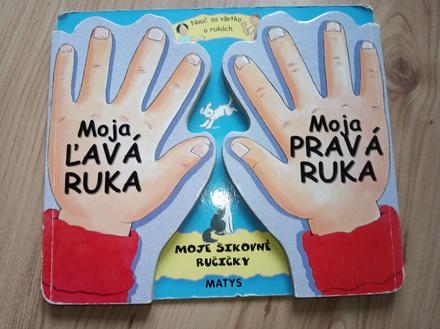 Nauč sa všetko
o rukách.
Moja
ĽAVÁ
RUKA
Moja
PRAVÁ
RUKA
MOJE ŠIKOVNÉ
RUČIČKY
MATYS